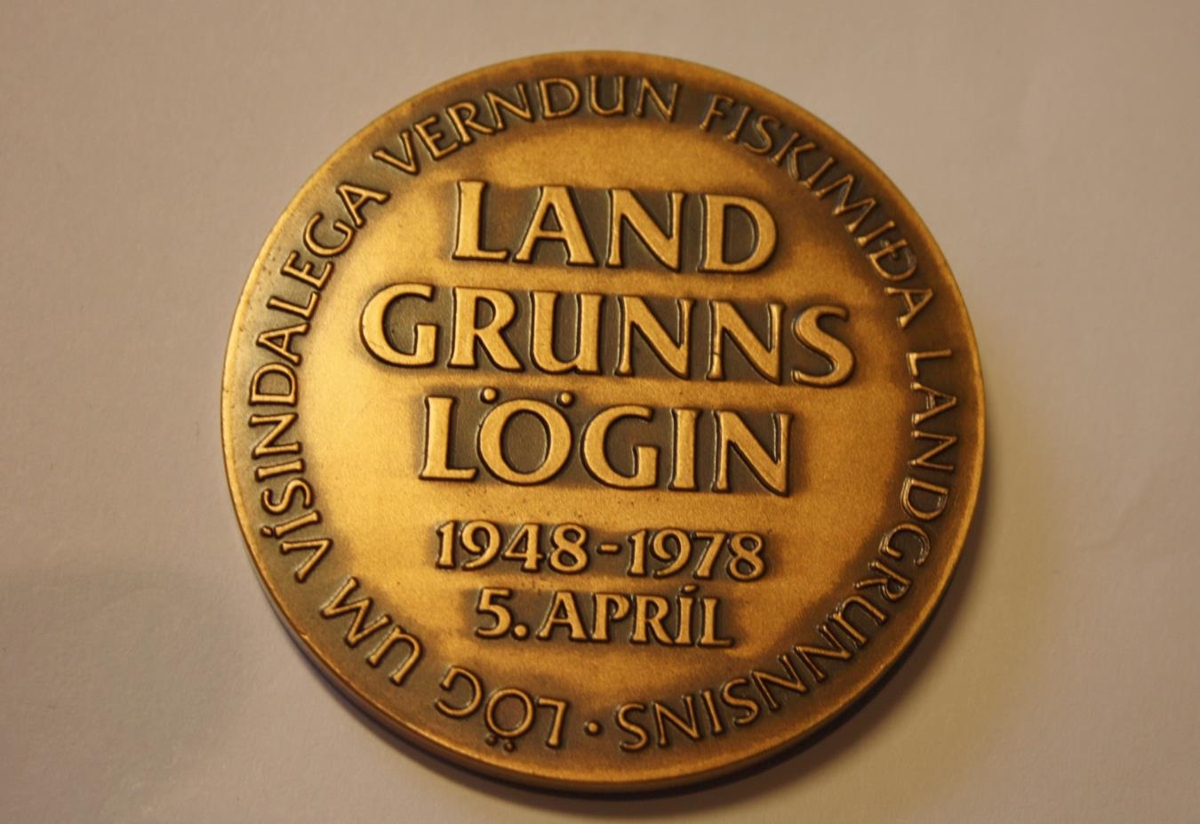 LAND
GRUNNS
LÖGIN
1948-1978
5. APRÍL
LÖG UM VÍSINDALEGA VERNDUN FISKIMIÐA LANDGRUNNSINS ·